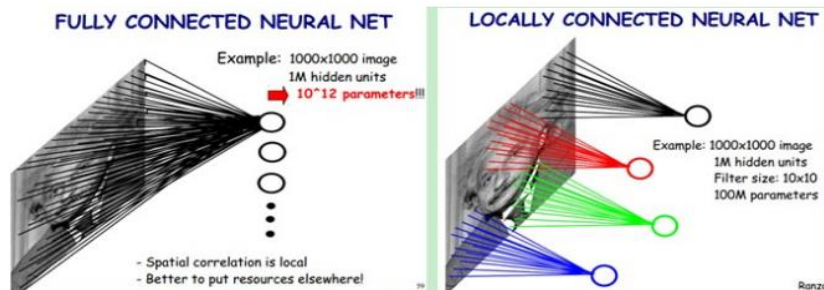 FULLY CONNECTED NEURAL NET
Example: 1000x1000 image
1M hidden units
10^12 parameters!!!
- Spatial correlation is local
- Better to put resources elsewhere!
LOCALLY CONNECTED NEURAL NET
Example: 1000x1000 image
1M hidden units
Filter size: 10x10
100M parameters
Ranza